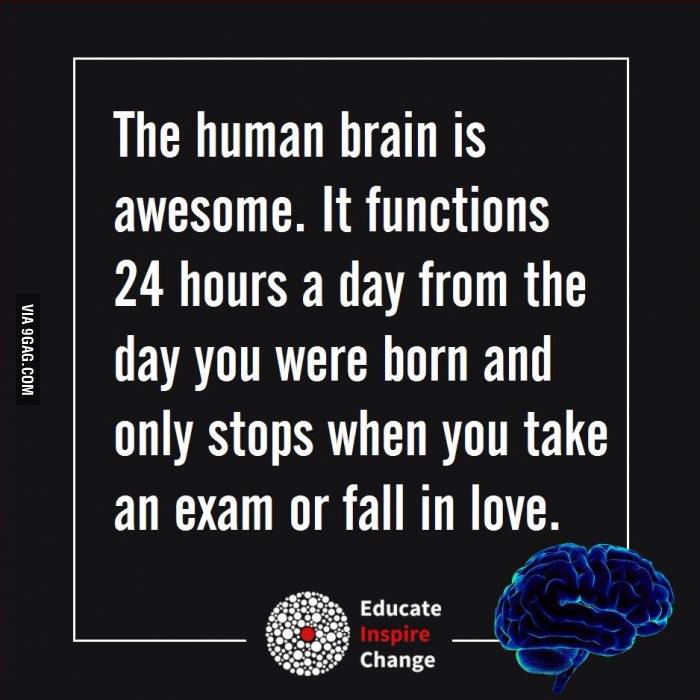 The human brain is
awesome. It functions
24 hours a day from the
day you were born and
only stops when you take
an exam or fall in love.
Educate
Inspire
Change
VIA 9GAG.COM